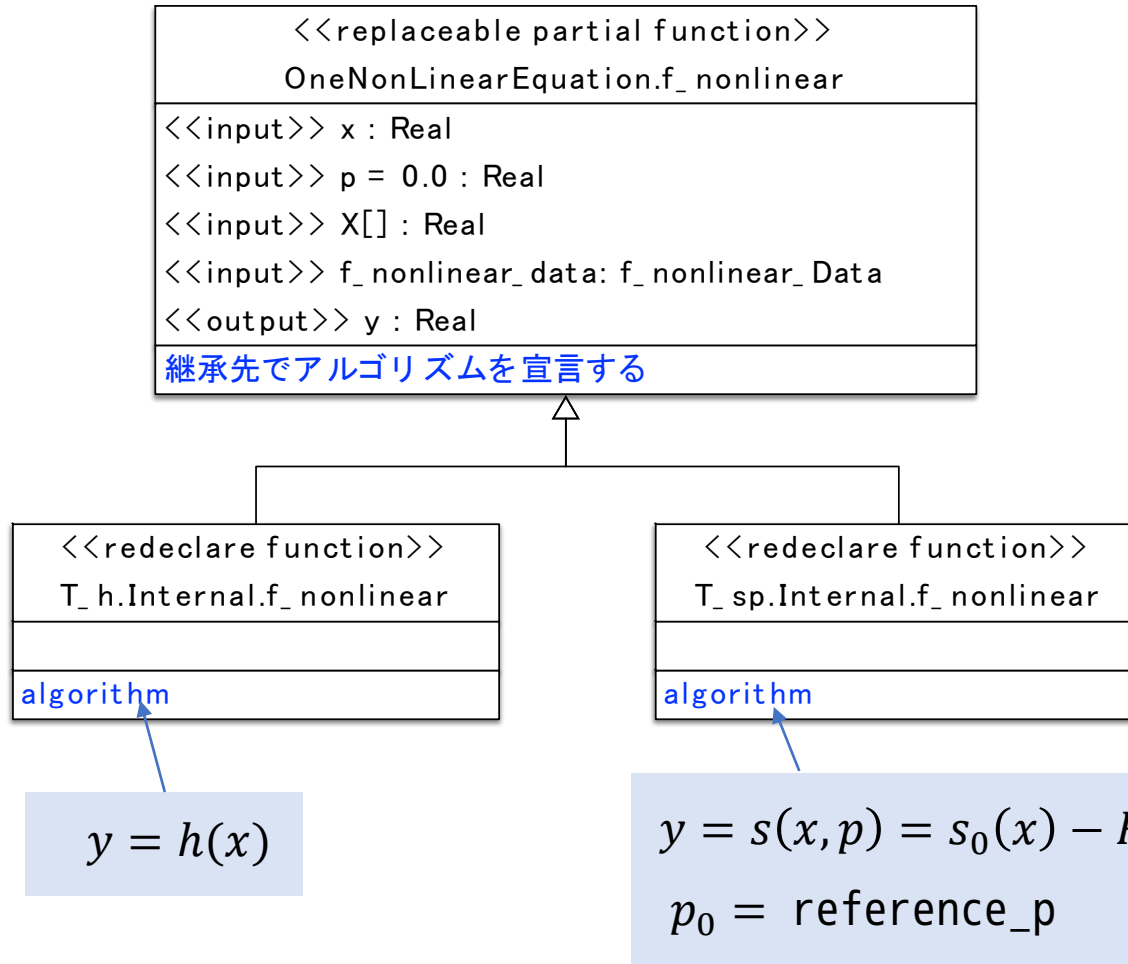 <<replaceable partial function>>
OneNonLinearEquation.f_nonlinear
<<input>> x : Real
<<input>> p = 0.0 : Real
<<input>> X[] : Real
<<input>> f_nonlinear_data: f_nonlinear_Data
<<output>> y : Real
継承先でアルゴリズムを宣言する
<<redeclare function>>
T_h.Internal.f_nonlinear
algorithm
<<redeclare function>>
T_sp.Internal.f_nonlinear
algorithm
y = h(x)
y = s(x, p) = s₀(x) −
p₀ = reference_p